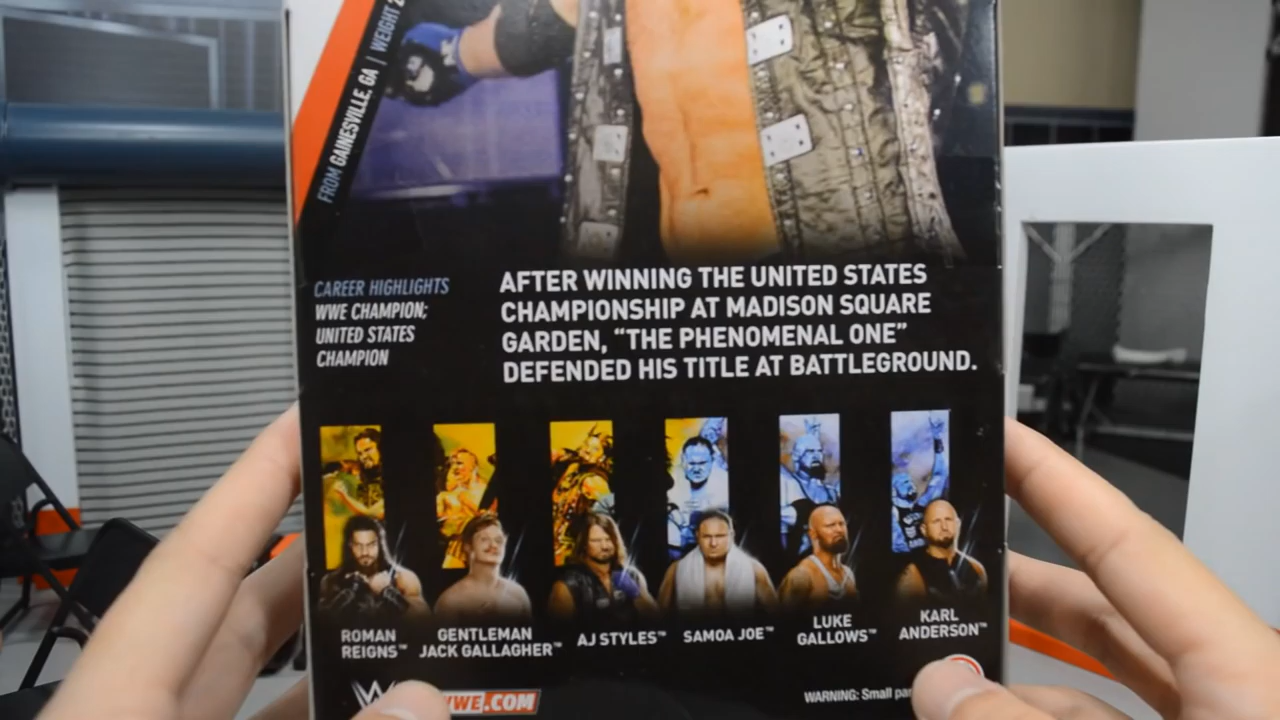 FROM GAINESVILLE, GA | WEIGHT 2
CAREER HIGHLIGHTS
WWE CHAMPION;
UNITED STATES
CHAMPION
AFTER WINNING THE UNITED STATES
CHAMPIONSHIP AT MADISON SQUARE
GARDEN, “THE PHENOMENAL ONE”
DEFENDED HIS TITLE AT BATTLEGROUND.
ROMAN
REIGNS™
GENTLEMAN
JACK GALLAGHER™
AJ STYLES™
SAMOA JOE™
LUKE
GALLOWS™
KARL
ANDERSON™
WWE.COM
WARNING: Small